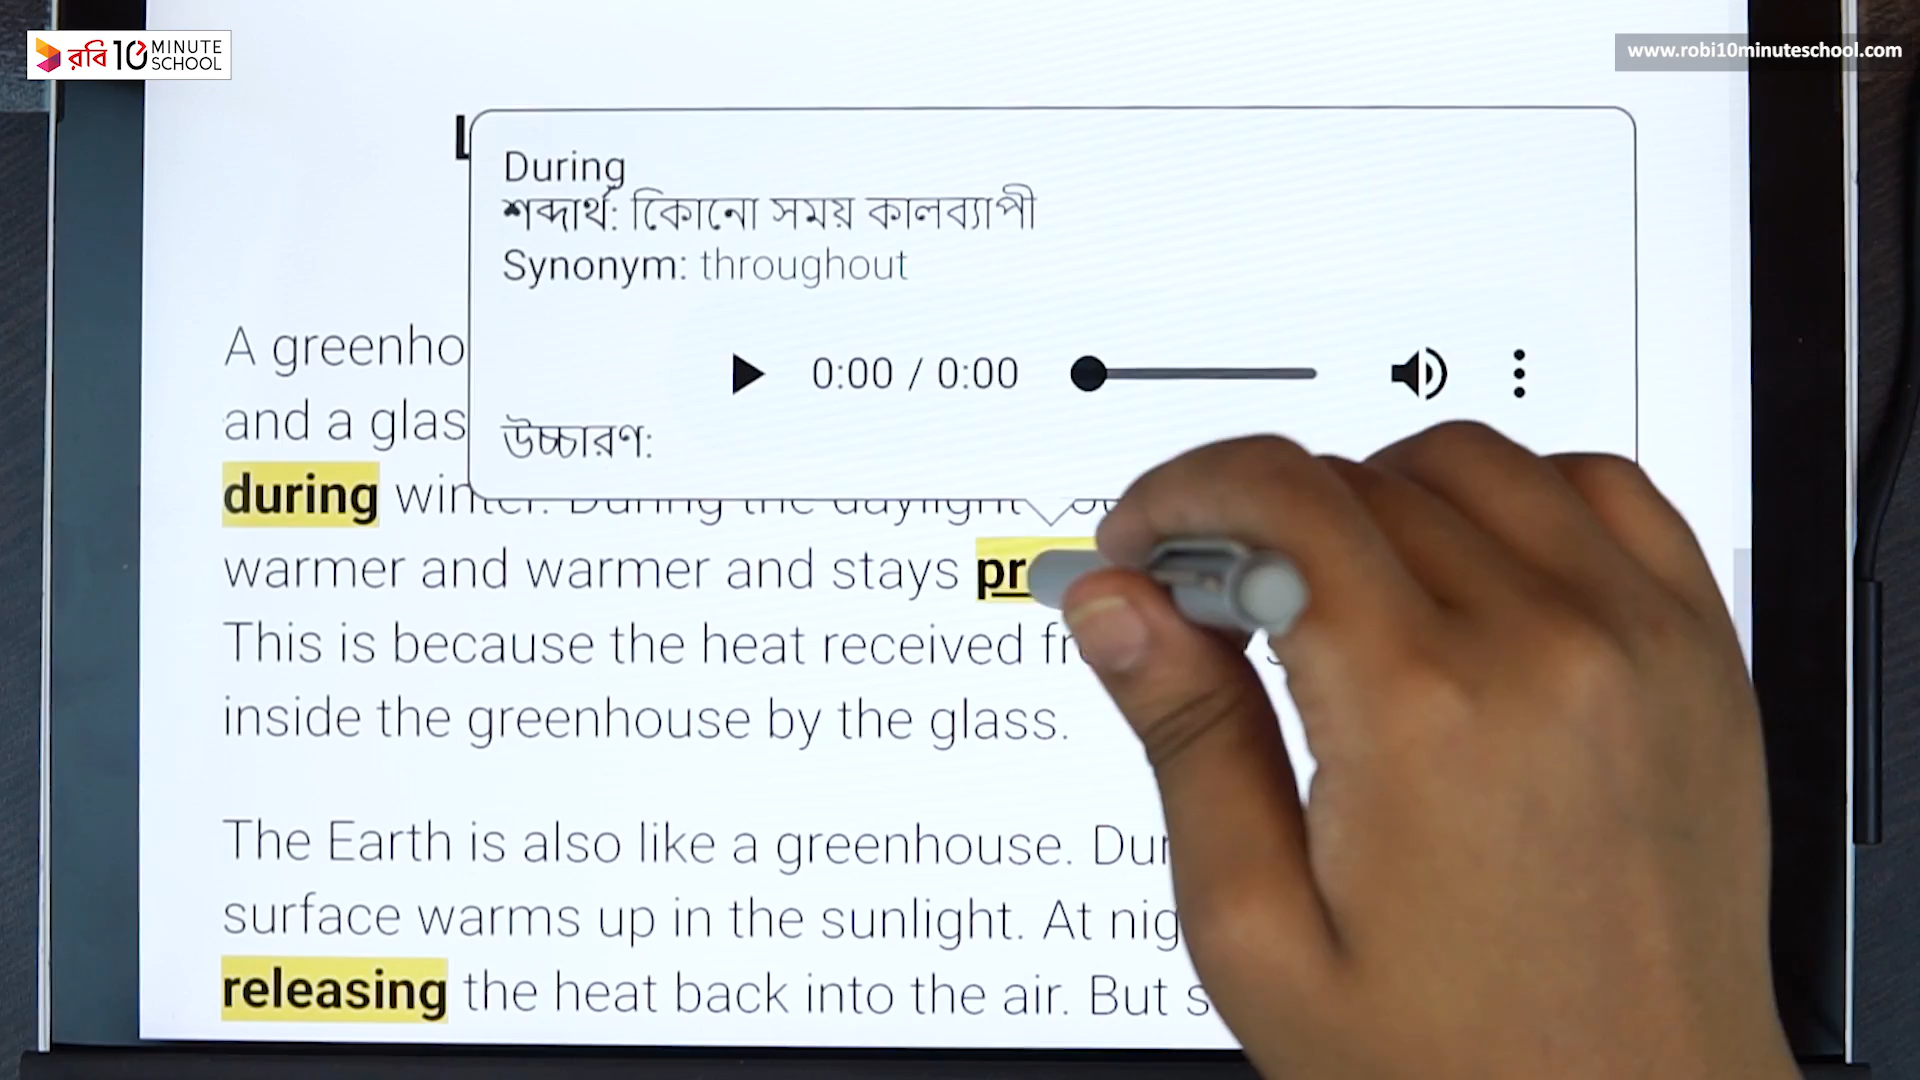 রবি 10 MINUTE SCHOOL
www.robi10minuteschool.com
During
শব্দার্থ: কোিনো সময় কালব্যাপী
Synonym: throughout
0:00 / 0:00
উচ্চারণ:
A
and a
during
warmer and warmer and stays
This is because the heat received
inside the greenhouse by the glass.
The Earth is also like a greenhouse.
surface warms up in the sunlight. At
releasing the heat back into the air. But